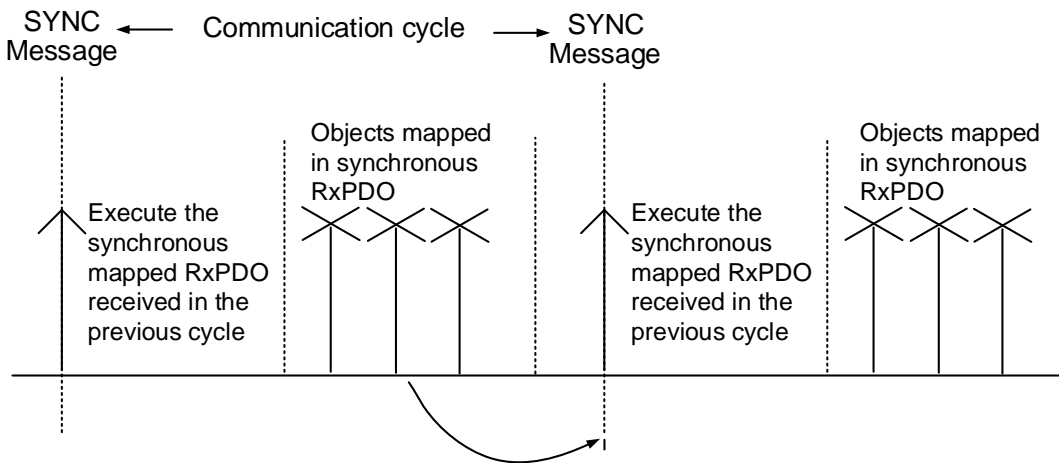 SYNC
Message
Communication cycle
SYNC
Message
Objects mapped
in synchronous
RxPDO
Execute the
synchronous
mapped RxPDO
received in the
previous cycle
Objects mapped
in synchronous
RxPDO
Execute the
synchronous
mapped RxPDO
received in the
previous cycle